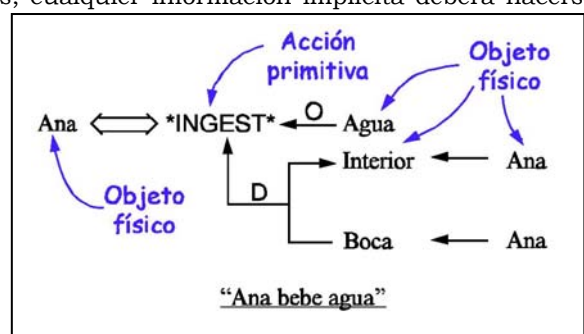 s, cualquier información implícita deberá hacers
Acción
primitiva
Objeto
físico
Ana *INGEST* O Agua
Interior Ana
D
Objeto
físico
Boca Ana
“Ana bebe agua”